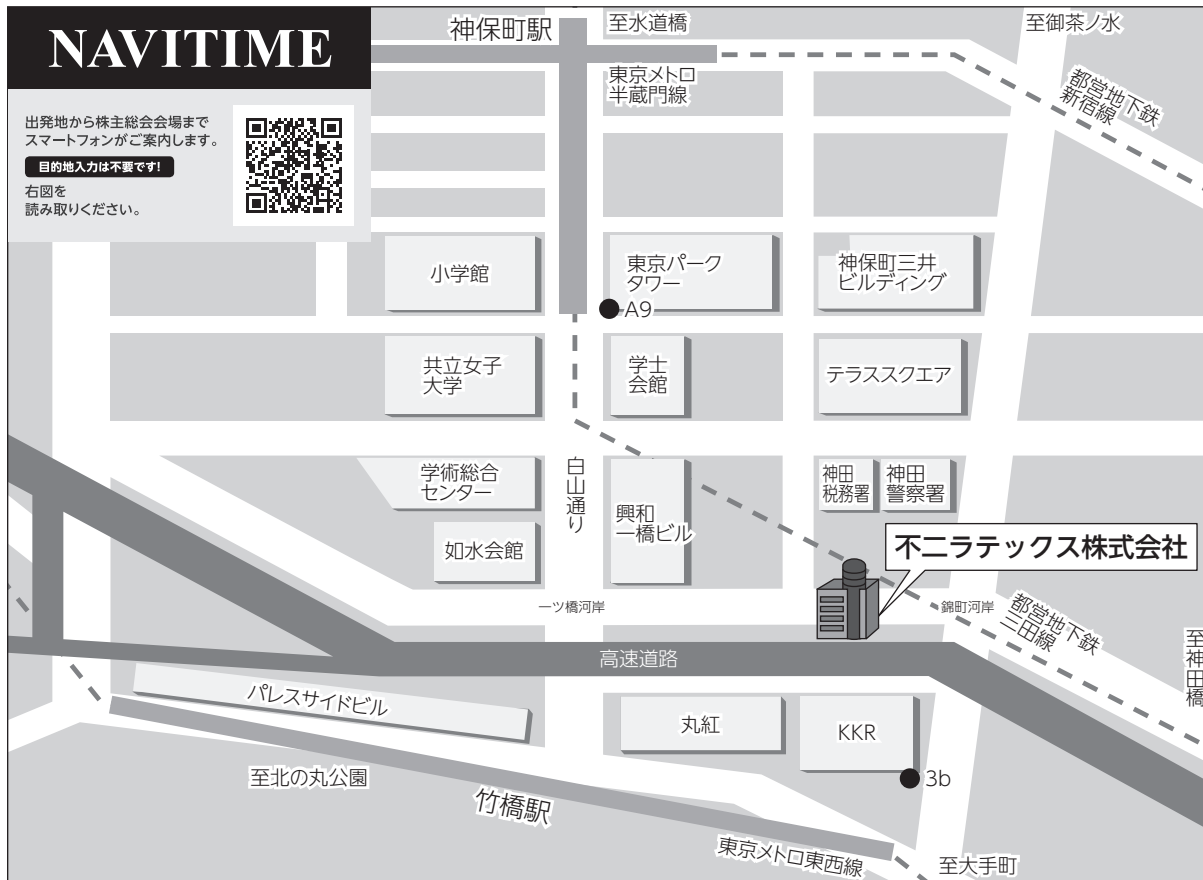 NAVITIME
出発地から株主総会会場まで
スマートフォンがご案内します。
目的地入力は不要です!
右図を
読み取りください。
神保町駅
至水道橋
至御茶ノ水
東京メトロ
半蔵門線
都営地下鉄
新宿線
小学館
東京パーク
タワー
神保町三井
ビルディング
A9
共立女子
大学
学士
会館
テラススクエア
学術総合
センター
白山通り
興和
一橋ビル
神田
税務署
神田
警察署
如水会館
不二ラテックス株式会社
一ツ橋河岸
錦町河岸
都営地下鉄
三田線
至神田橋
高速道路
パレスサイドビル
丸紅
KKR
至北の丸公園
竹橋駅
3b
東京メトロ東西線
至大手町